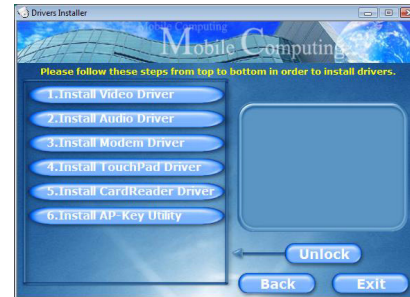 Drivers Installer
Mobile Computing
Mobile Computing
Please follow these steps from top to bottom in order to install drivers.
1.Install Video Driver
2.Install Audio Driver
3.Install Modem Driver
4.Install TouchPad Driver
5.Install CardReader Driver
6.Install AP-Key Utility
Unlock
Back
Exit